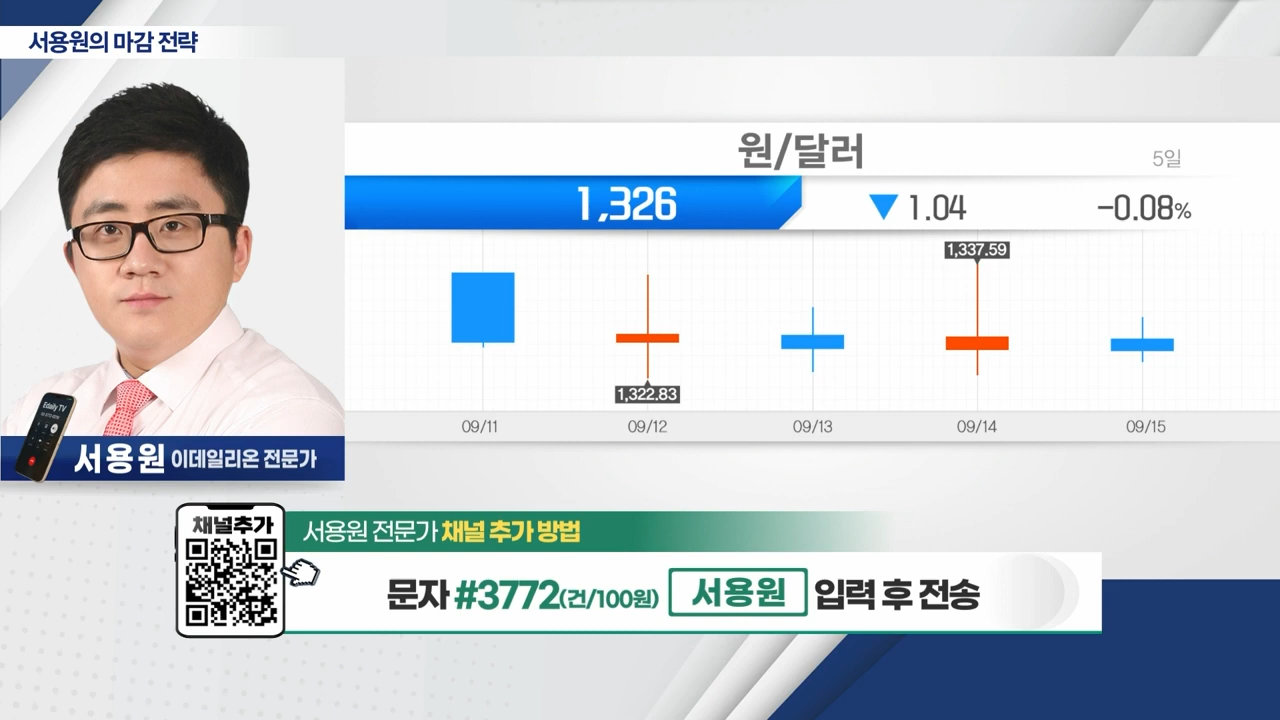 서용원의 마감 전략
원/달러
5일
1,326
▼ 1.04
-0.08%
1,337.59
1,322.83
09/11
09/12
09/13
09/14
09/15
Edaily TV
서용원 이데일리온 전문가
채널추가
서용원 전문가 채널 추가 방법
문자 #3772(건/100원) 서용원 입력 후 전송